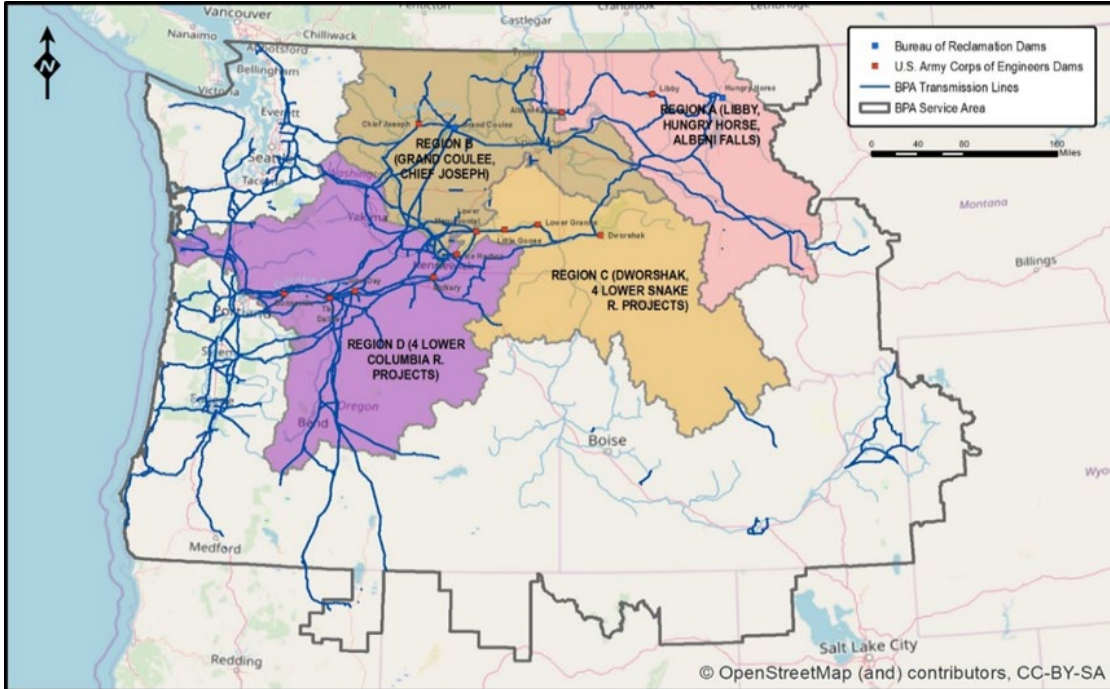 Vancouver
Penticton
Cranbrook
Lethbridge
Castlegar
Nanaimo
Chilliwack
Abbotsford
Bellingham
Victoria
Everett
Seattle
Tacoma
Bureau of Reclamation Dams
U.S. Army Corps of Engineers Dams
BPA Transmission Lines
BPA Service Area
0
40
80
160
Miles
N
Libby
Hungry Horse
REGION A (LIBBY,
HUNGRY HORSE,
ALBENI FALLS)
Chief Joseph
Grand Coulee
REGION B
(GRAND COULEE,
CHIEF JOSEPH)
Yakima
Lower
Lower Granite
Little Goose
Dworshak
Montana
Billings
REGION C (DWORSHAK,
4 LOWER SNAKE
R. PROJECTS)
McNary
The
REGION D (4 LOWER
COLUMBIA R.
PROJECTS)
Oregon
Bend
Boise
Medford
Redding
Salt Lake City
© OpenStreetMap (and) contributors, CC-BY-SA